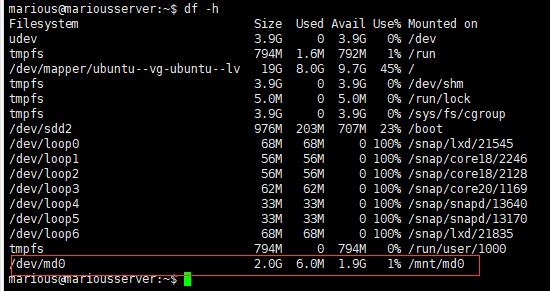 marious@mariousserver:~$ df -h
Filesystem                         Size  Used Avail Use% Mounted on
udev                               3.9G     0  3.9G   0% /dev
tmpfs                              794M  1.6M  792M   1% /run
/dev/mapper/ubuntu--vg-ubuntu--lv   19G  8.0G  9.7G  45% /
tmpfs                              3.9G     0  3.9G   0% /dev/shm
tmpfs                              5.0M     0  5.0M   0% /run/lock
tmpfs                              3.9G     0  3.9G   0% /sys/fs/cgroup
/dev/sdd2                          976M  203M  707M  23% /boot
/dev/loop0                          68M   68M     0 100% /snap/lxd/21545
/dev/loop1                          56M   56M     0 100% /snap/core18/2246
/dev/loop2                          56M   56M     0 100% /snap/core18/2128
/dev/loop3                          62M   62M     0 100% /snap/core20/1169
/dev/loop4                          33M   33M     0 100% /snap/snapd/13640
/dev/loop5                          33M   33M     0 100% /snap/snapd/13170
/dev/loop6                          68M   68M     0 100% /snap/lxd/21835
tmpfs                              794M     0  794M   0% /run/user/1000
/dev/md0                           2.0G  6.0M  1.9G   1% /mnt/md0
marious@mariousserver:~$